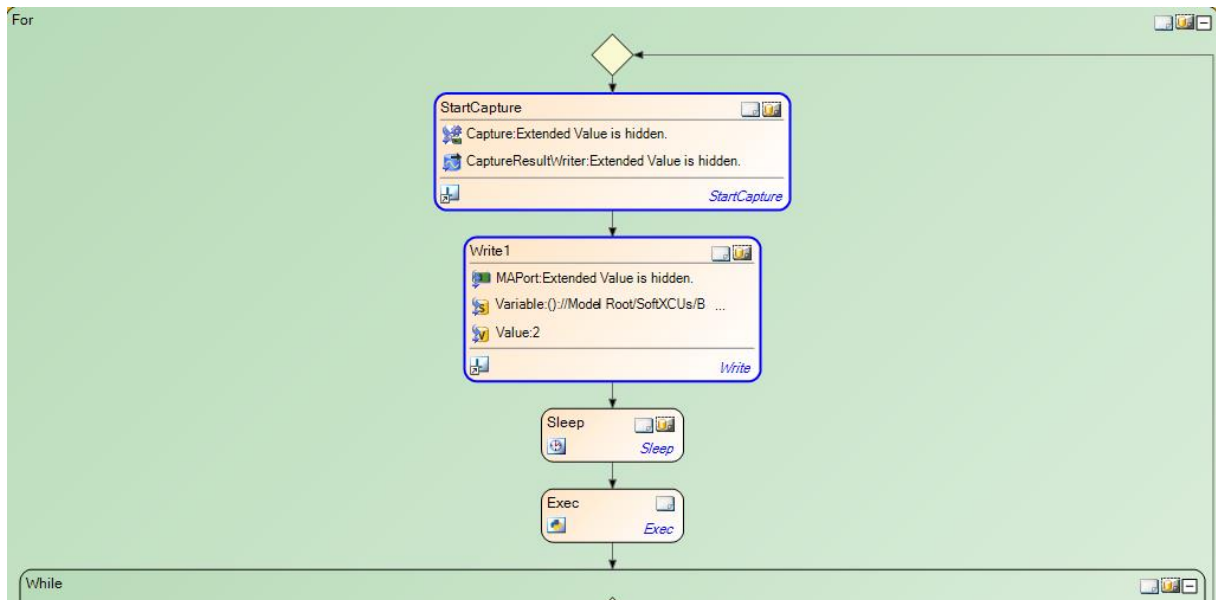 For
StartCapture
Capture:Extended Value is hidden.
CaptureResultWriter:Extended Value is hidden.
StartCapture
Write1
MAPort:Extended Value is hidden.
Variable:()://Model Root/SoftXCUs/B ...
Value:2
Write
Sleep
Sleep
Exec
Exec
While